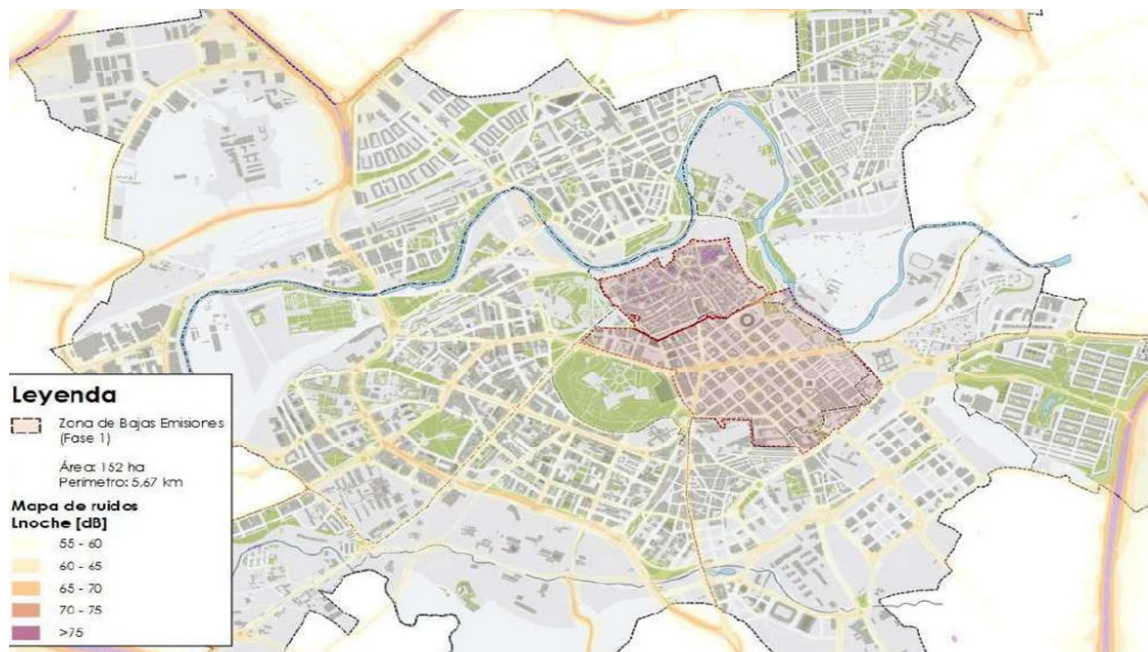 Leyenda
Zona de Bajas Emisiones
(Fase 1)
Área: 152 ha
Perímetro: 5,67 km
Mapa de ruidos
Lnoche [dB]
55 - 60
60 - 65
65 - 70
70 - 75
>75